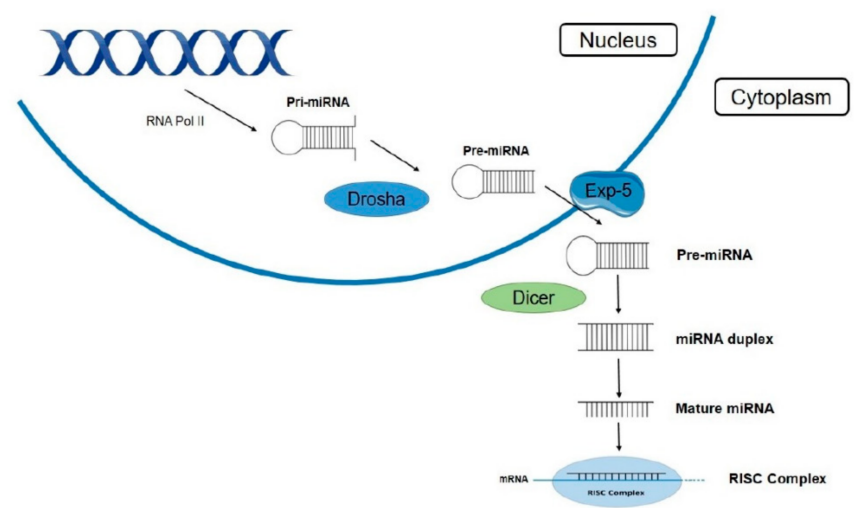 Nucleus
Cytoplasm
Pri-miRNA
RNA Pol II
Pre-miRNA
Drosha
Exp-5
Pre-miRNA
Dicer
miRNA duplex
Mature miRNA
mRNA
RISC Complex
RISC Complex